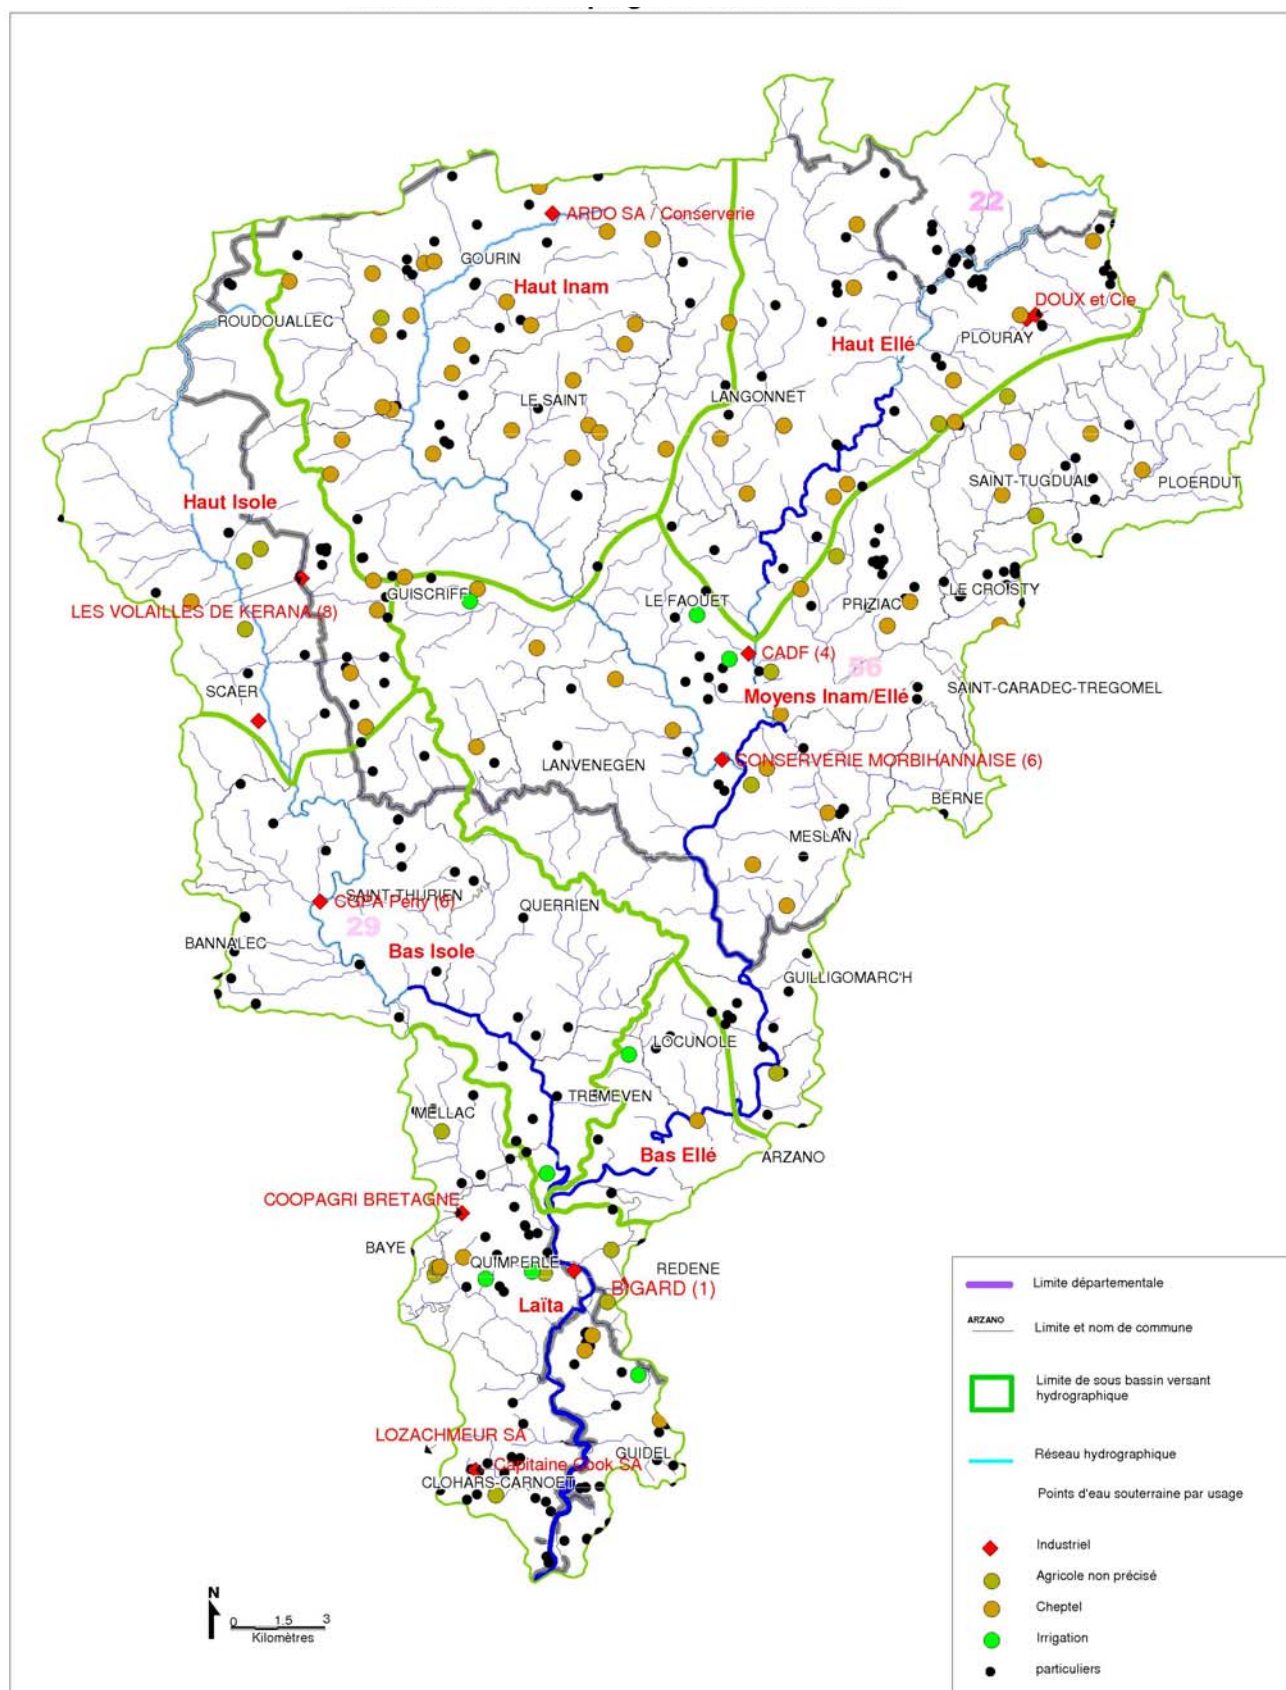 22
ARDO SA / Conserverie
GOURIN
Haut Inam
DOUX et Cie
ROUDOUALLEC
PLOURAY
Haut Ellé
LANGONNET
LE SAINT
SAINT-TUGDUAL
PLOERDUT
Haut Isole
LE CROISTY
GUISCRIFF
LE FAOUET
PRIZIAC
LES VOLAILLES DE KERANA (8)
CADF (4)
56
SCAER
SAINT-CARADEC-TREGOMEL
Moyens Inam/Ellé
LANVENEGEN
CONSERVERIE MORBIHANNAISE (6)
BERNE
MESLAN
SAINT-THURIEN
QUERRIEN
29
BANNALEC
Bas Isole
GUILLIGOMARC'H
LOCUNOLE
TREMEVEN
MELLAC
Bas Ellé
ARZANO
COOPAGRI BRETAGNE
BAYE
QUIMPERLE
REDENE
BIGARD (1)
Laïta
LOZACHMEUR SA
GUIDEL
Capitaine Cook SA
CLOHARS-CARNOET
N
0 1.5 3
Kilomètres
Limite départementale
ARZANO
Limite et nom de commune
Limite de sous bassin versant
hydrographique
Réseau hydrographique
Points d'eau souterraine par usage
Industriel
Agricole non précisé
Cheptel
Irrigation
particuliers